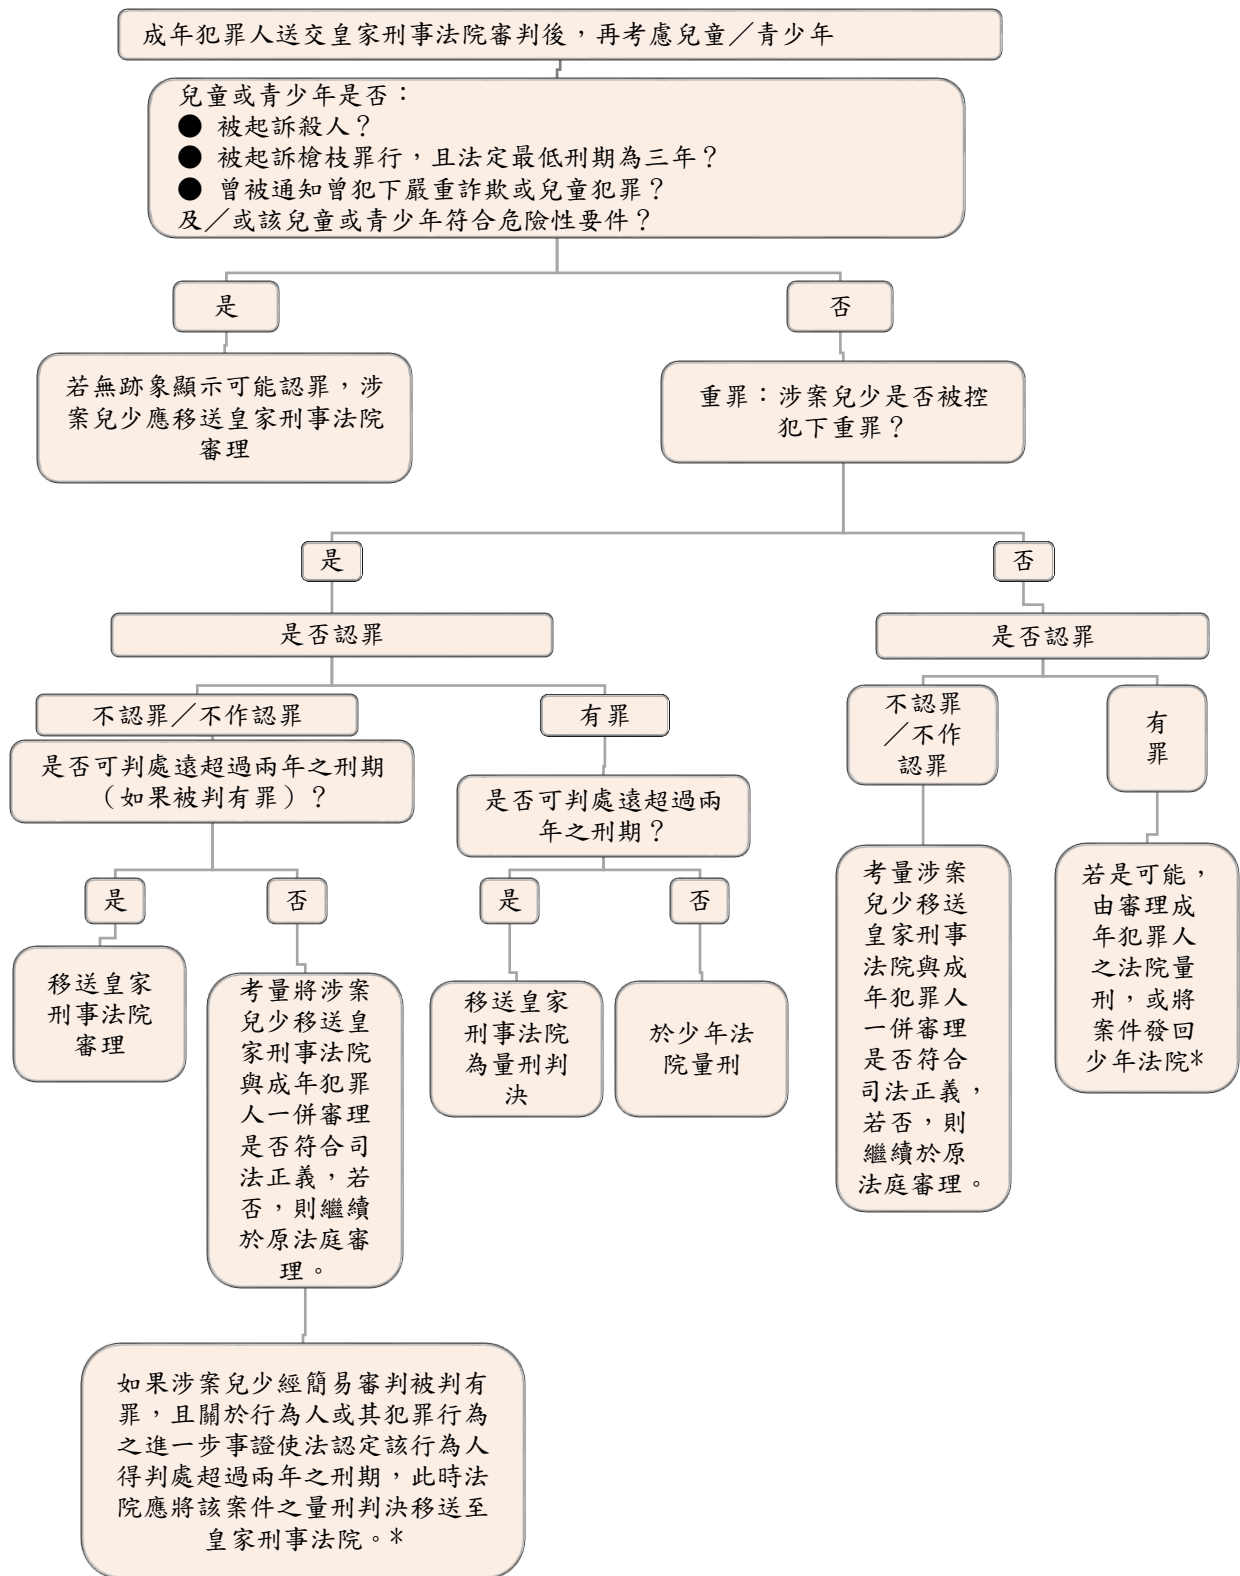 成年犯罪人送交皇家刑事法院審判後，再考慮兒童／青少年
兒童或青少年是否：
● 被起訴殺人？
● 被起訴槍枝罪行，且法定最低刑期為三年？
● 曾被通知曾犯下嚴重詐欺或兒童犯罪？
及／或該兒童或青少年符合危險性要件？
是
否
若無跡象顯示可能認罪，涉
案兒少應移送皇家刑事法院
審理
重罪：涉案兒少是否被控
犯下重罪？
是
否
是否認罪
是否認罪
不認罪／不作認罪
有罪
不認罪
／不作
認罪
有
罪
是否可判處遠超過兩年之刑期
（如果被判有罪）？
是否可判處遠超過兩
年之刑期？
是
否
是
否
移送皇家
刑事法院
審理
考量將涉案
兒少移送皇
家刑事法院
與成年犯罪
人一併審理
是否符合司
法正義，若
否，則繼續
於原法庭審
理。
移送皇家
刑事法院
為量刑判
決
於少年法
院量刑
考量涉案
兒少移送
皇家刑事
法院與成
年犯罪人
一併審理
是否符合
司法正義，
若否，則
繼續於原
法庭審理。
若是可能，
由審理成
年犯罪人
之法院量
刑，或將
案件發回
少年法院*
如果涉案兒少經簡易審判被判有
罪，且關於行為人或其犯罪行為
之進一步事證使法認定該行為人
得判處超過兩年之刑期，此時法
院應將該案件之量刑判決移送至
皇家刑事法院。*